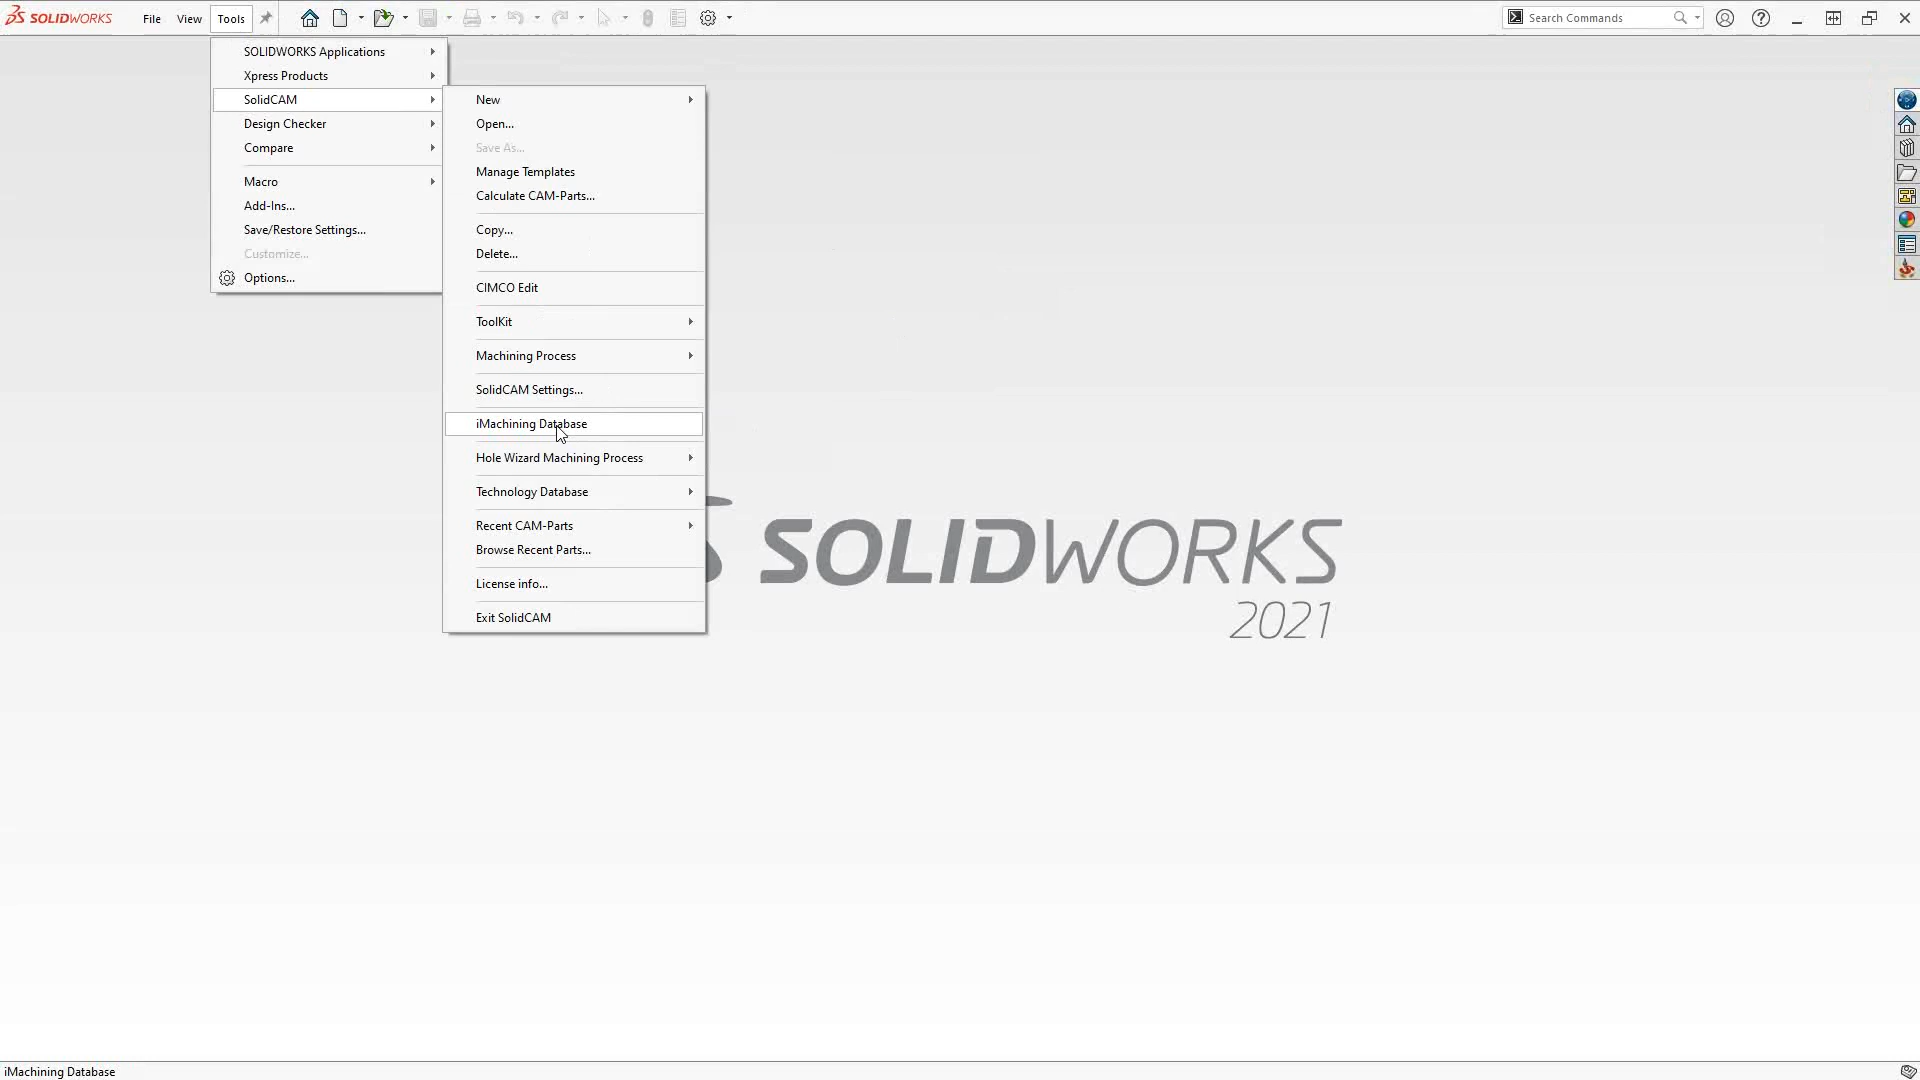 SOLIDWORKS File View Tools Search Commands
SOLIDWORKS Applications
Xpress Products
SolidCAM
Design Checker
Compare
Macro
Add-Ins...
Save/Restore Settings...
Customize...
Options...
New
Open...
Save As...
Manage Templates
Calculate CAM-Parts...
Copy...
Delete...
CIMCO Edit
ToolKit
Machining Process
SolidCAM Settings...
iMachining Database
Hole Wizard Machining Process
Technology Database
Recent CAM-Parts
Browse Recent Parts...
License info...
Exit SolidCAM
SOLIDWORKS
2021
iMachining Database